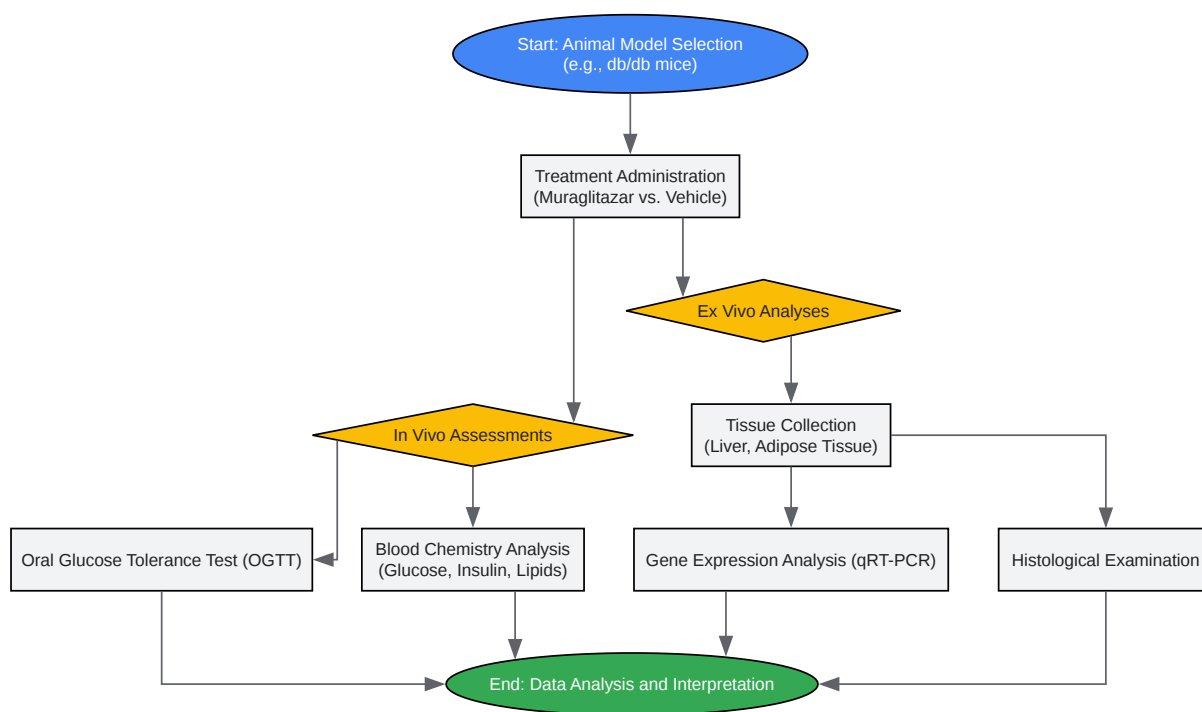 Start: Animal Model Selection
(e.g., db/db mice)
Treatment Administration
(Muraglitazar vs. Vehicle)
Ex Vivo Analyses
In Vivo Assessments
Tissue Collection
(Liver, Adipose Tissue)
Oral Glucose Tolerance Test (OGTT)
Blood Chemistry Analysis
(Glucose, Insulin, Lipids)
Gene Expression Analysis (qRT-PCR)
Histological Examination
End: Data Analysis and Interpretation